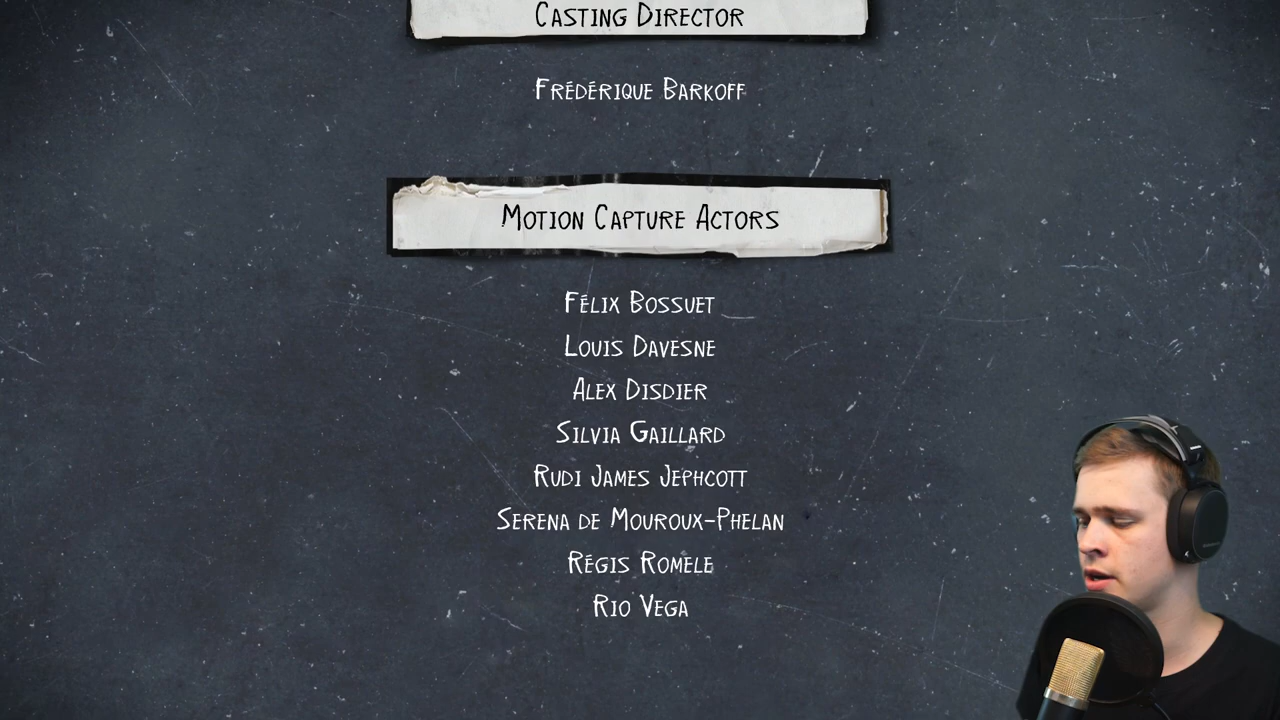 Casting Director
Frédérique Barkoff
Motion Capture Actors
Félix Bossuet
Louis Davesne
Alex Disdier
Silvia Gaillard
Rudi James Jephcott
Serena de Mouroux-Phelan
Régis Romele
Rio Vega